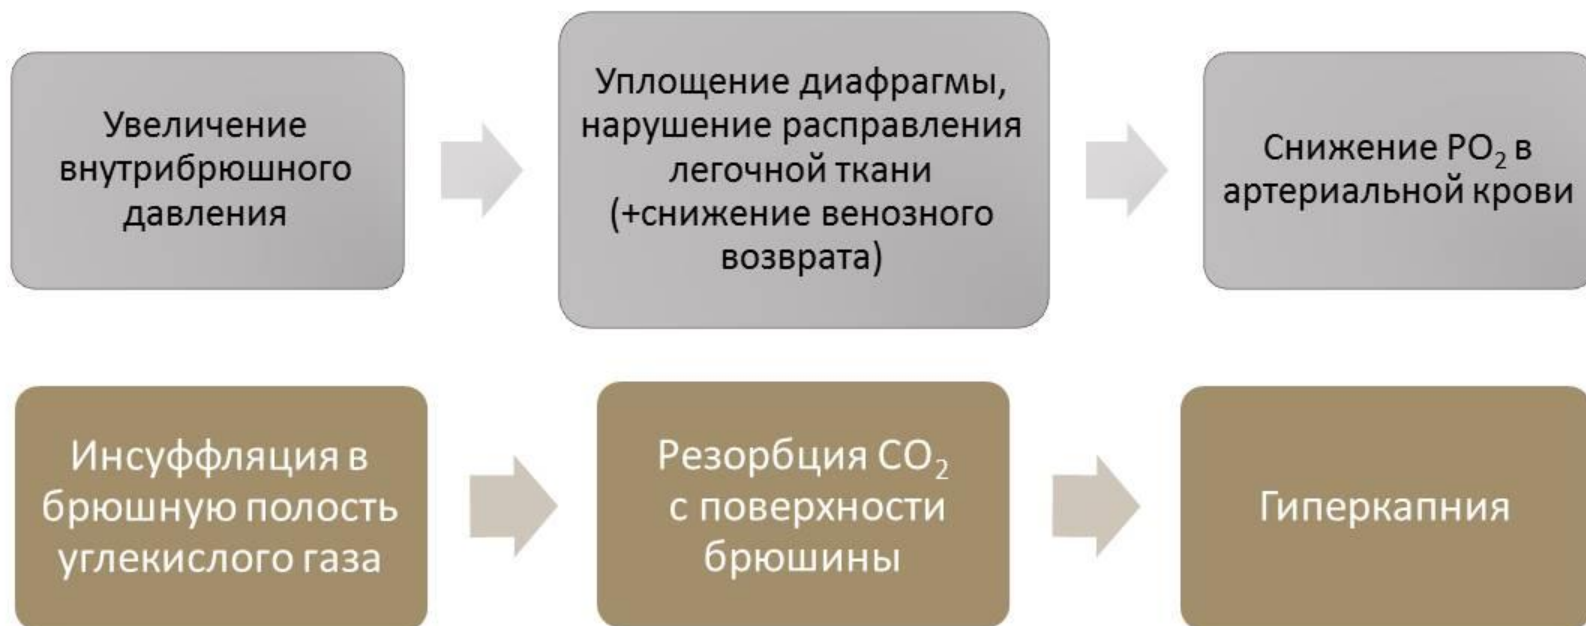 Увеличение
внутрибрюшного
давления
Уплощение диафрагмы,
нарушение расправления
легочной ткани
(+снижение венозного
возврата)
Снижение PO₂ в
артериальной крови
Инсуффляция в
брюшную полость
углекислого газа
Резорбция CO₂
с поверхности
брюшины
Гиперкапния